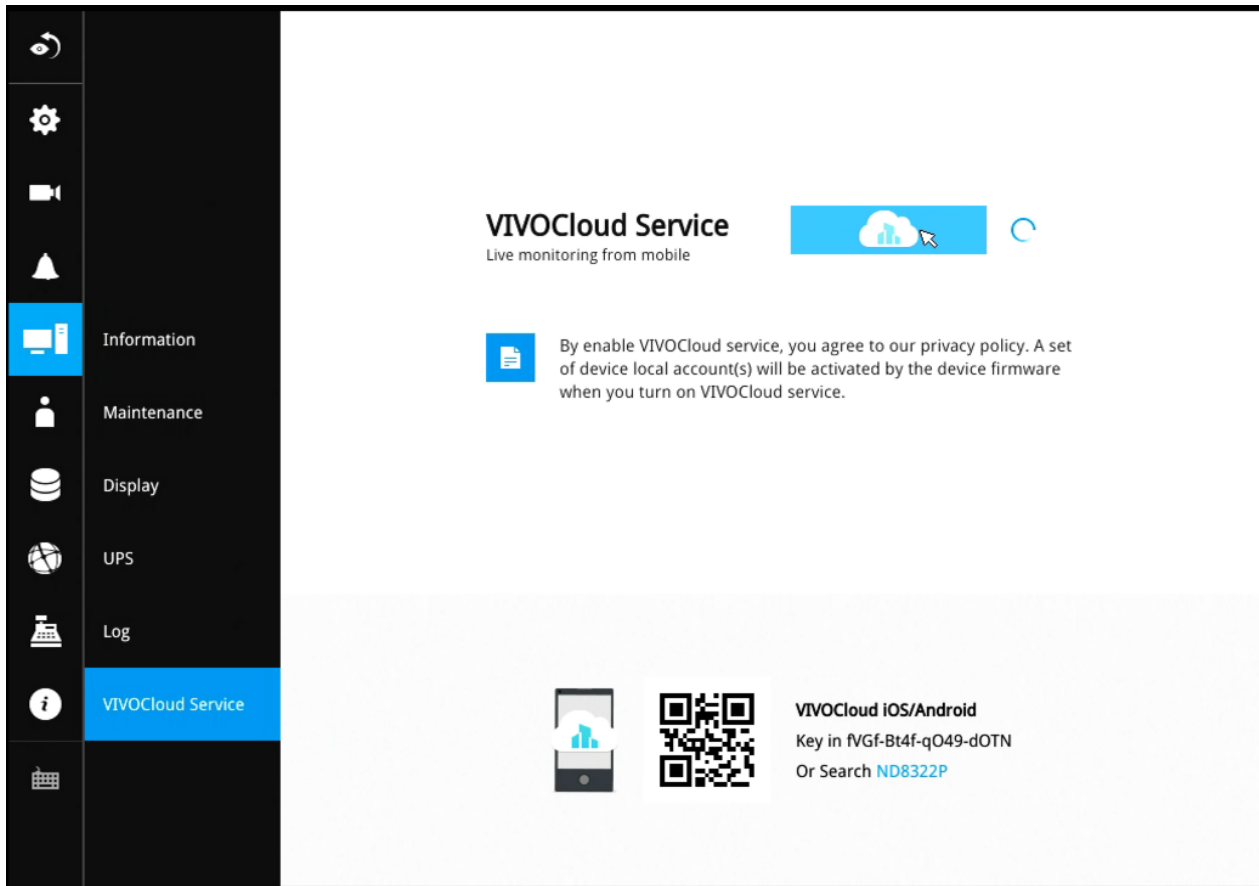 VIVOCloud Service
Live monitoring from mobile
By enable VIVOCloud service, you agree to our privacy policy. A set
of device local account(s) will be activated by the device firmware
when you turn on VIVOCloud service.
Information
Maintenance
Display
UPS
Log
VIVOCloud Service
VIVOCloud iOS/Android
Key in fVGf-Bt4f-qO49-dOTN
Or Search ND8322P